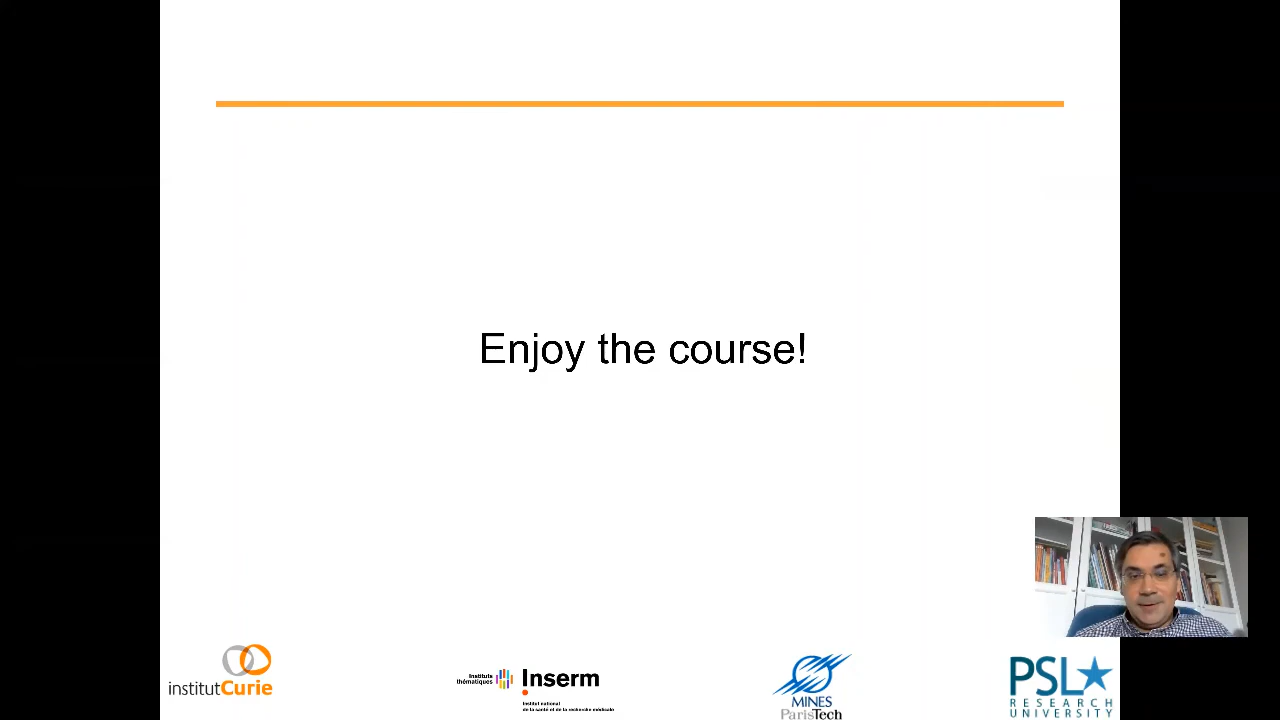 Enjoy the course!
institutCurie
Instituts
thématiques
Inserm
Institut national
de la santé et de la recherche médicale
MINES
ParisTech
PSL
RESEARCH
UNIVERSITY